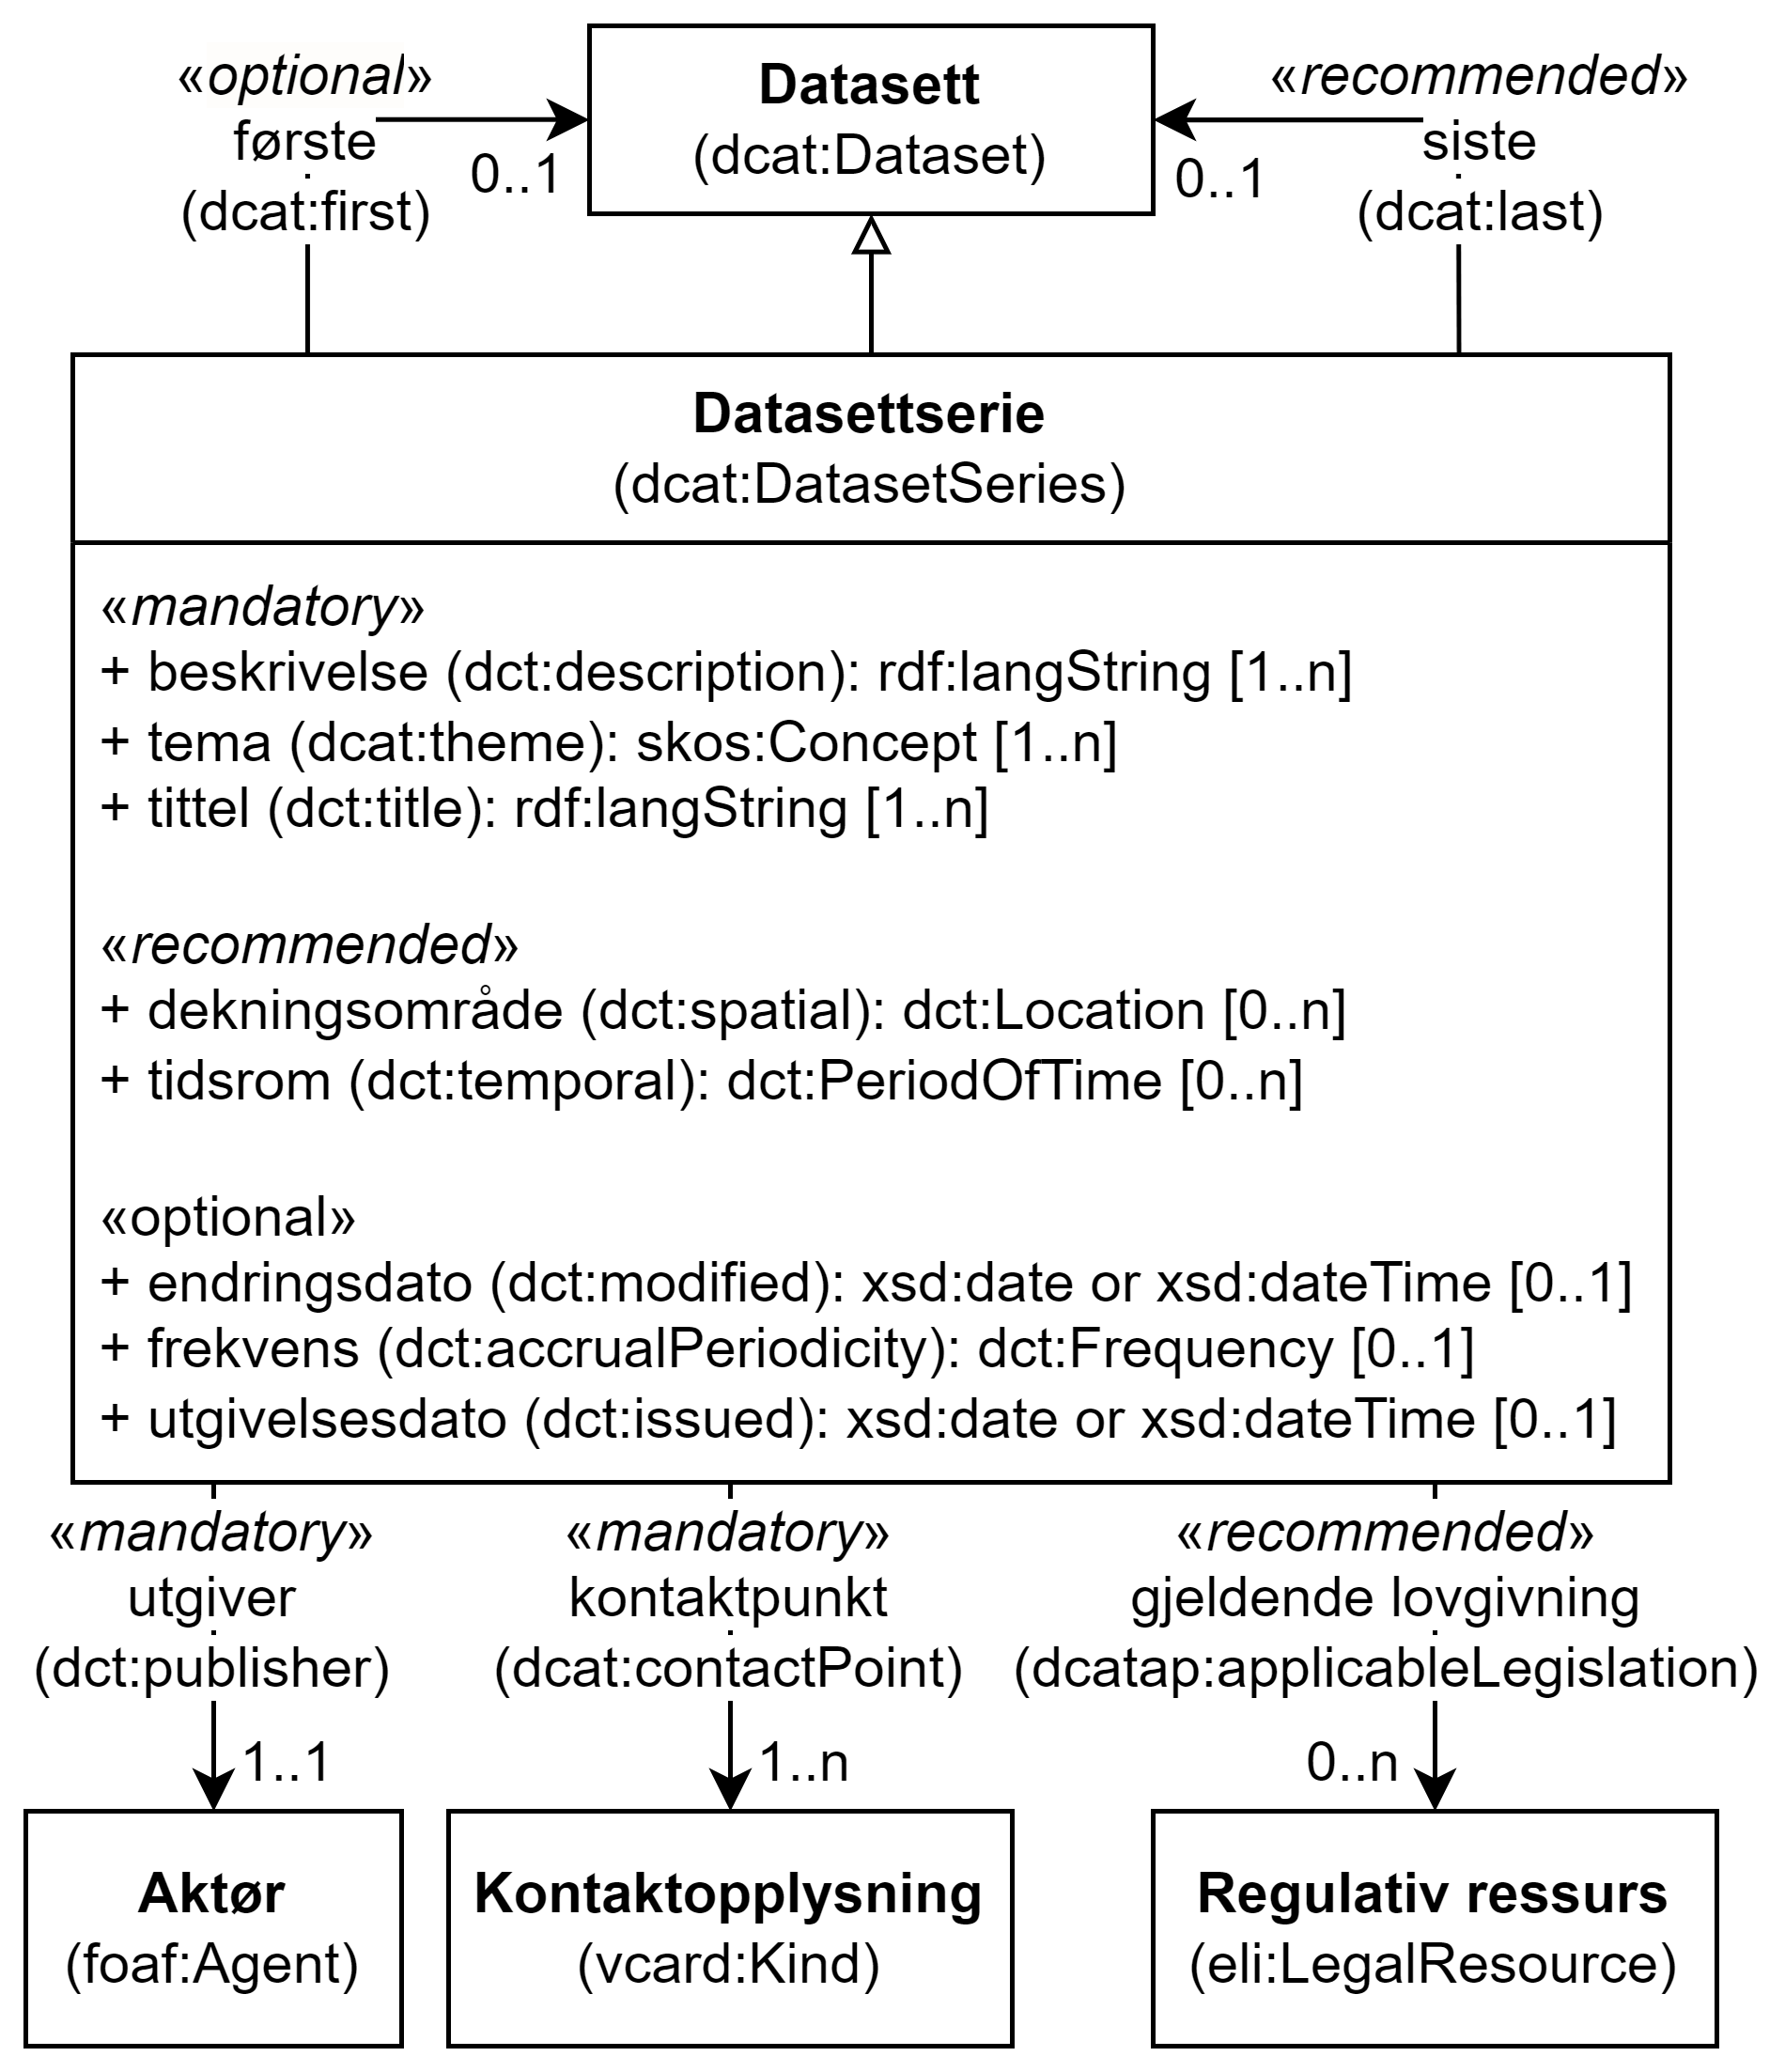 «optional»
første
(dcat:first)
0..1
Datasett
(dcat:Dataset)
«recommended»
siste
(dcat:last)
0..1
Datasettserie
(dcat:DatasetSeries)
«mandatory»
+ beskrivelse (dct:description): rdf:langString [1..n]
+ tema (dcat:theme): skos:Concept [1..n]
+ tittel (dct:title): rdf:langString [1..n]
«recommended»
+ dekningsområde (dct:spatial): dct:Location [0..n]
+ tidsrom (dct:temporal): dct:PeriodOfTime [0..n]
«optional»
+ endringsdato (dct:modified): xsd:date or xsd:dateTime [0..1]
+ frekvens (dct:accrualPeriodicity): dct:Frequency [0..1]
+ utgivelsesdato (dct:issued): xsd:date or xsd:dateTime [0..1]
«mandatory»
utgiver
(dct:publisher)
1..1
«mandatory»
kontaktpunkt
(dcat:contactPoint)
1..n
«recommended»
gjeldende lovgivning
(dcatap:applicableLegislation)
0..n
Aktør
(foaf:Agent)
Kontaktopplysning
(vcard:Kind)
Regulativ ressurs
(eli:LegalResource)